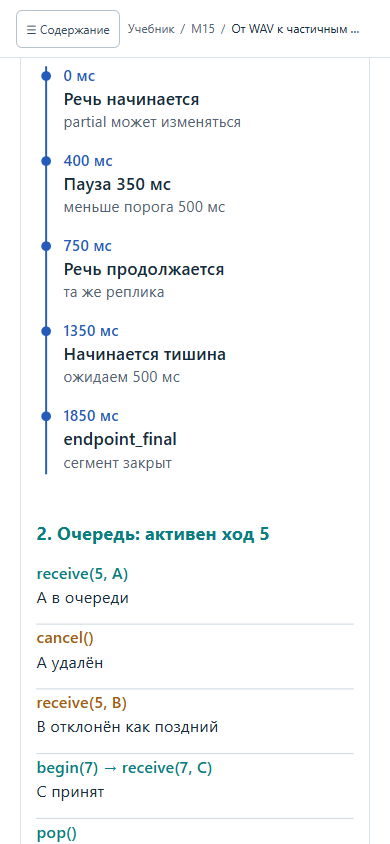 ☰ Содержание Учебник / М15 / От WAV к частичным ...
0 мс
Речь начинается
partial может изменяться
400 мс
Пауза 350 мс
меньше порога 500 мс
750 мс
Речь продолжается
та же реплика
1350 мс
Начинается тишина
ожидаем 500 мс
1850 мс
endpoint_final
сегмент закрыт
2. Очередь: активен ход 5
receive(5, A)
A в очереди
cancel()
A удалён
receive(5, B)
B отклонён как поздний
begin(7) → receive(7, C)
C принят
pop()